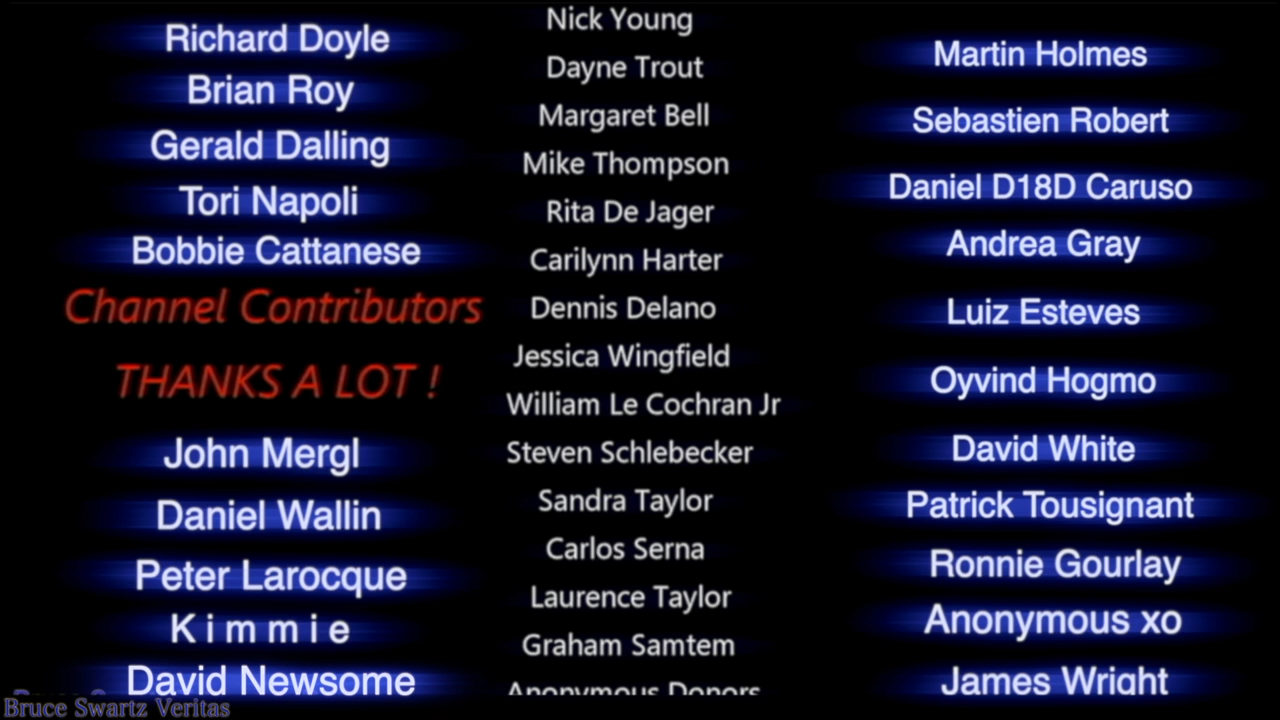 Richard Doyle
Brian Roy
Gerald Dalling
Tori Napoli
Bobbie Cattanese
Channel Contributors
THANKS A LOT !
John Mergl
Daniel Wallin
Peter Larocque
K i m m i e
David Newsome
Bruce Swartz Veritas
Nick Young
Dayne Trout
Margaret Bell
Mike Thompson
Rita De Jager
Carilynn Harter
Dennis Delano
Jessica Wingfield
William Le Cochran Jr
Steven Schlebecker
Sandra Taylor
Carlos Serna
Laurence Taylor
Graham Samtem
Anonymous Donors
Martin Holmes
Sebastien Robert
Daniel D18D Caruso
Andrea Gray
Luiz Esteves
Oyvind Hogmo
David White
Patrick Tousignant
Ronnie Gourlay
Anonymous xo
James Wright